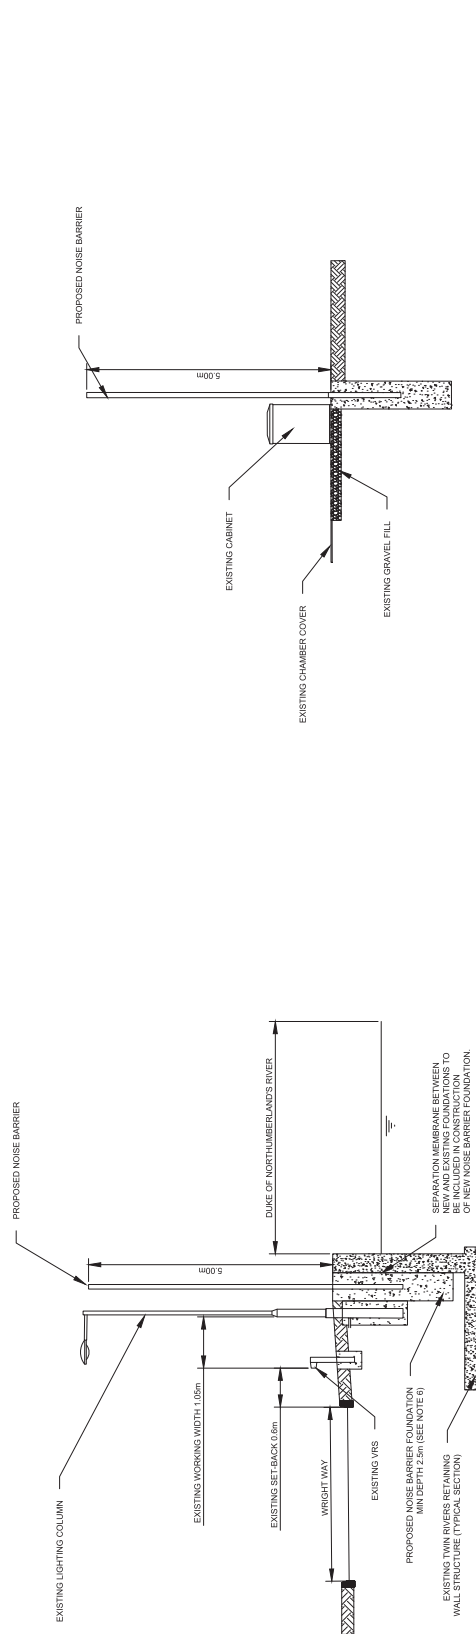 PROPOSED NOISE BARRIER
5.00m
EXISTING CABINET
EXISTING CHAMBER COVER
EXISTING GRAVEL FILL
PROPOSED NOISE BARRIER
5.00m
DUKE OF NORTHUMBERLAND'S RIVER
SEPARATION MEMBRANE BETWEEN
NEW AND EXISTING FOUNDATIONS TO
BE INCLUDED IN CONSTRUCTION
OF NEW NOISE BARRIER FOUNDATION.
EXISTING LIGHTING COLUMN
EXISTING WORKING WIDTH 1.05m
EXISTING SET-BACK 0.6m
WRIGHT WAY
EXISTING VRS
PROPOSED NOISE BARRIER FOUNDATION
MIN DEPTH 2.5m (SEE NOTE 6)
EXISTING TWIN RIVERS RETAINING
WALL STRUCTURE (TYPICAL SECTION)